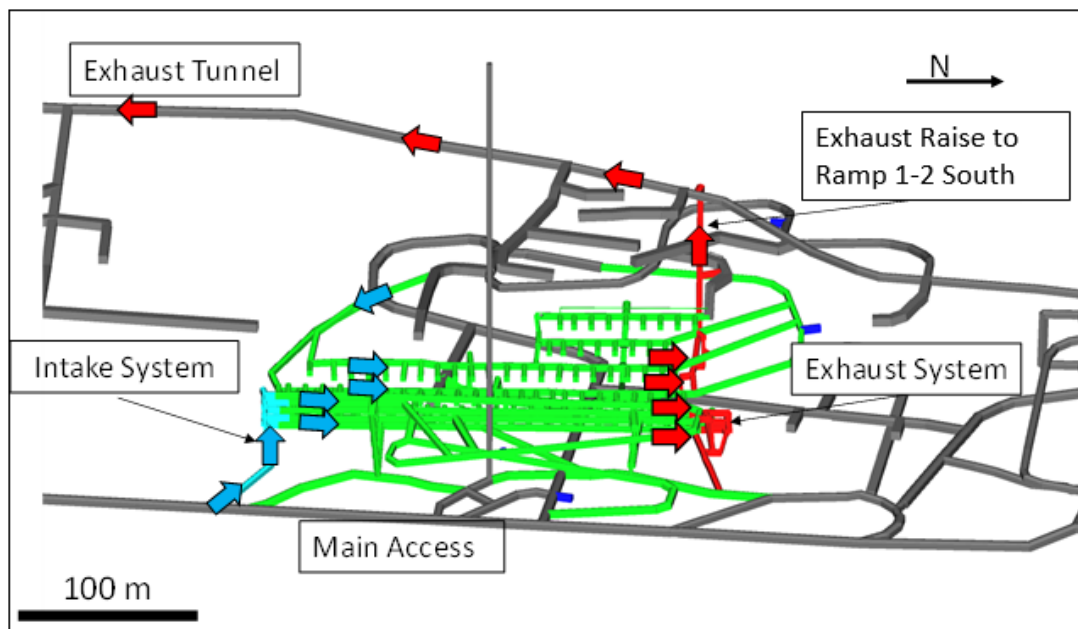 Exhaust Tunnel
N
Exhaust Raise to
Ramp 1-2 South
Intake System
Exhaust System
Main Access
100 m